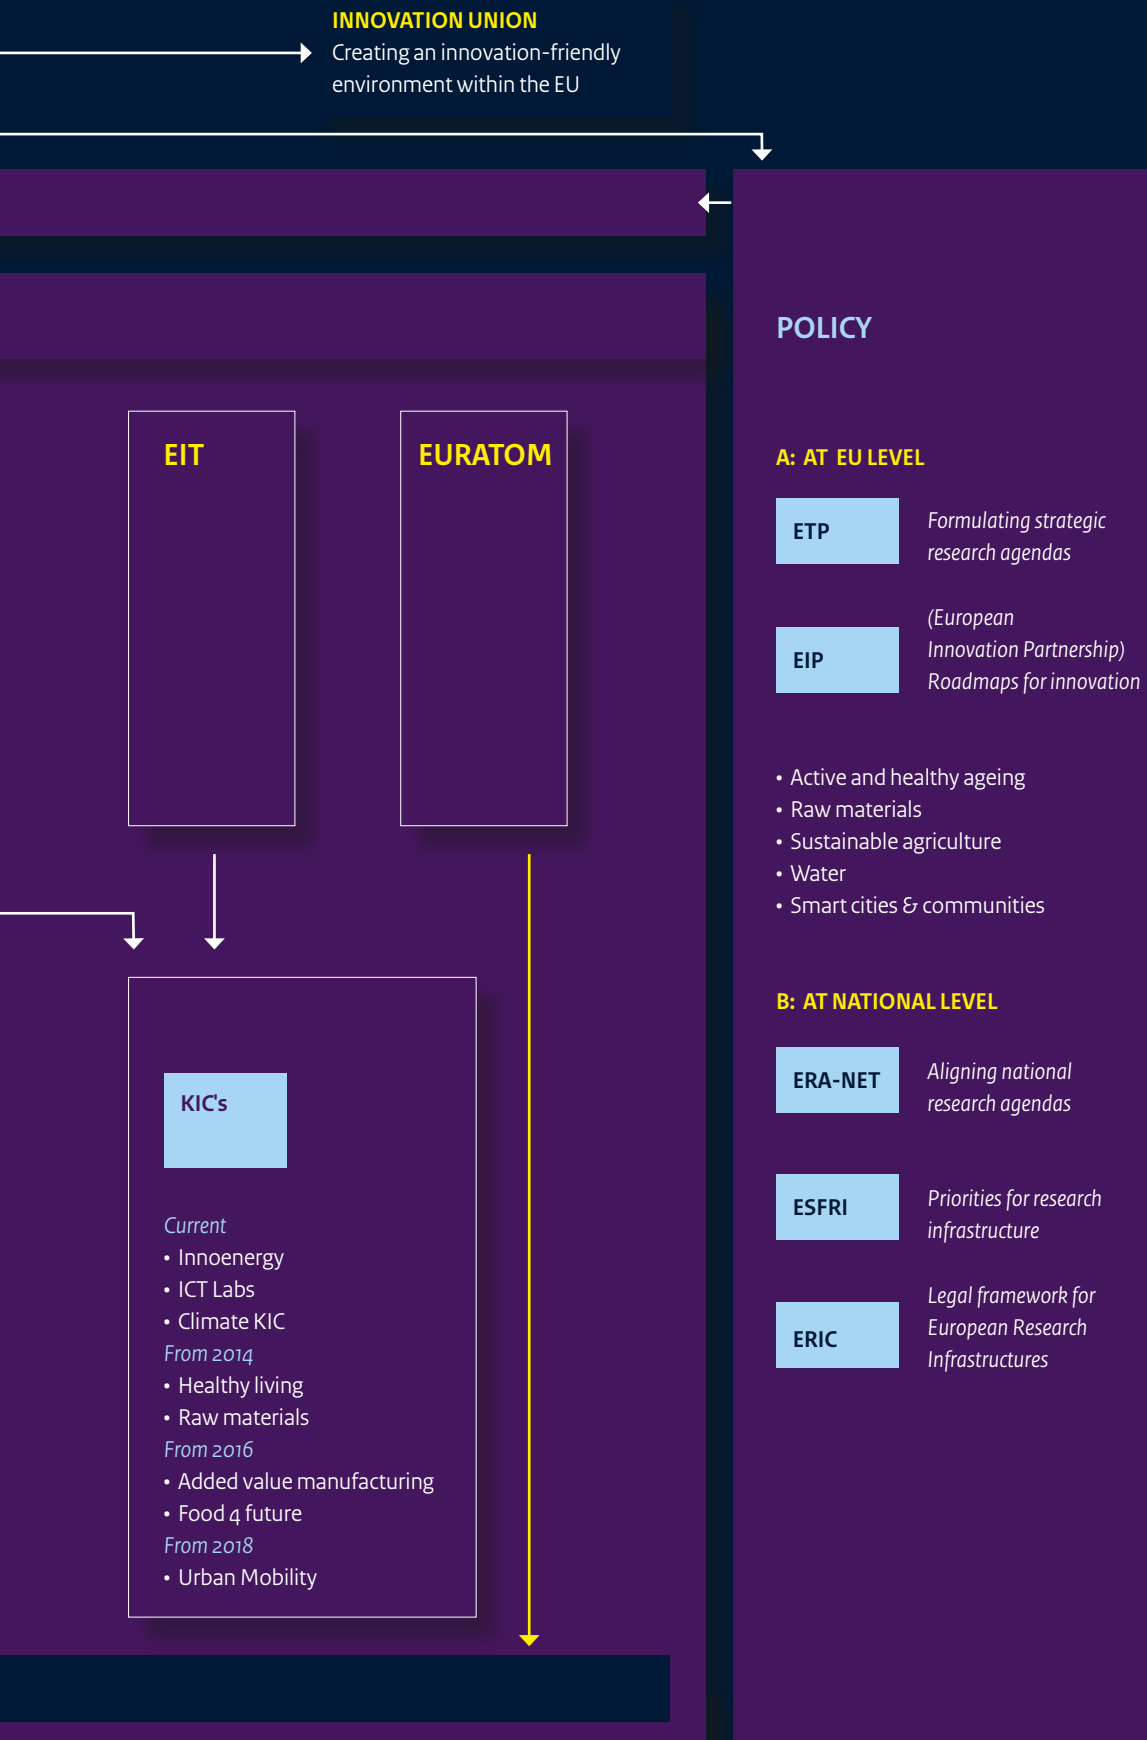 INNOVATION UNION
Creating an innovation-friendly
environment within the EU
EIT
EURATOM
KIC's
Current
• Innoenergy
• ICT Labs
• Climate KIC
From 2014
• Healthy living
• Raw materials
From 2016
• Added value manufacturing
• Food 4 future
From 2018
• Urban Mobility
POLICY
A: AT EU LEVEL
ETP
Formulating strategic
research agendas
EIP
(European
Innovation Partnership)
Roadmaps for innovation
• Active and healthy ageing
• Raw materials
• Sustainable agriculture
• Water
• Smart cities & communities
B: AT NATIONAL LEVEL
ERA-NET
Aligning national
research agendas
ESFRI
Priorities for research
infrastructure
ERIC
Legal framework for
European Research
Infrastructures